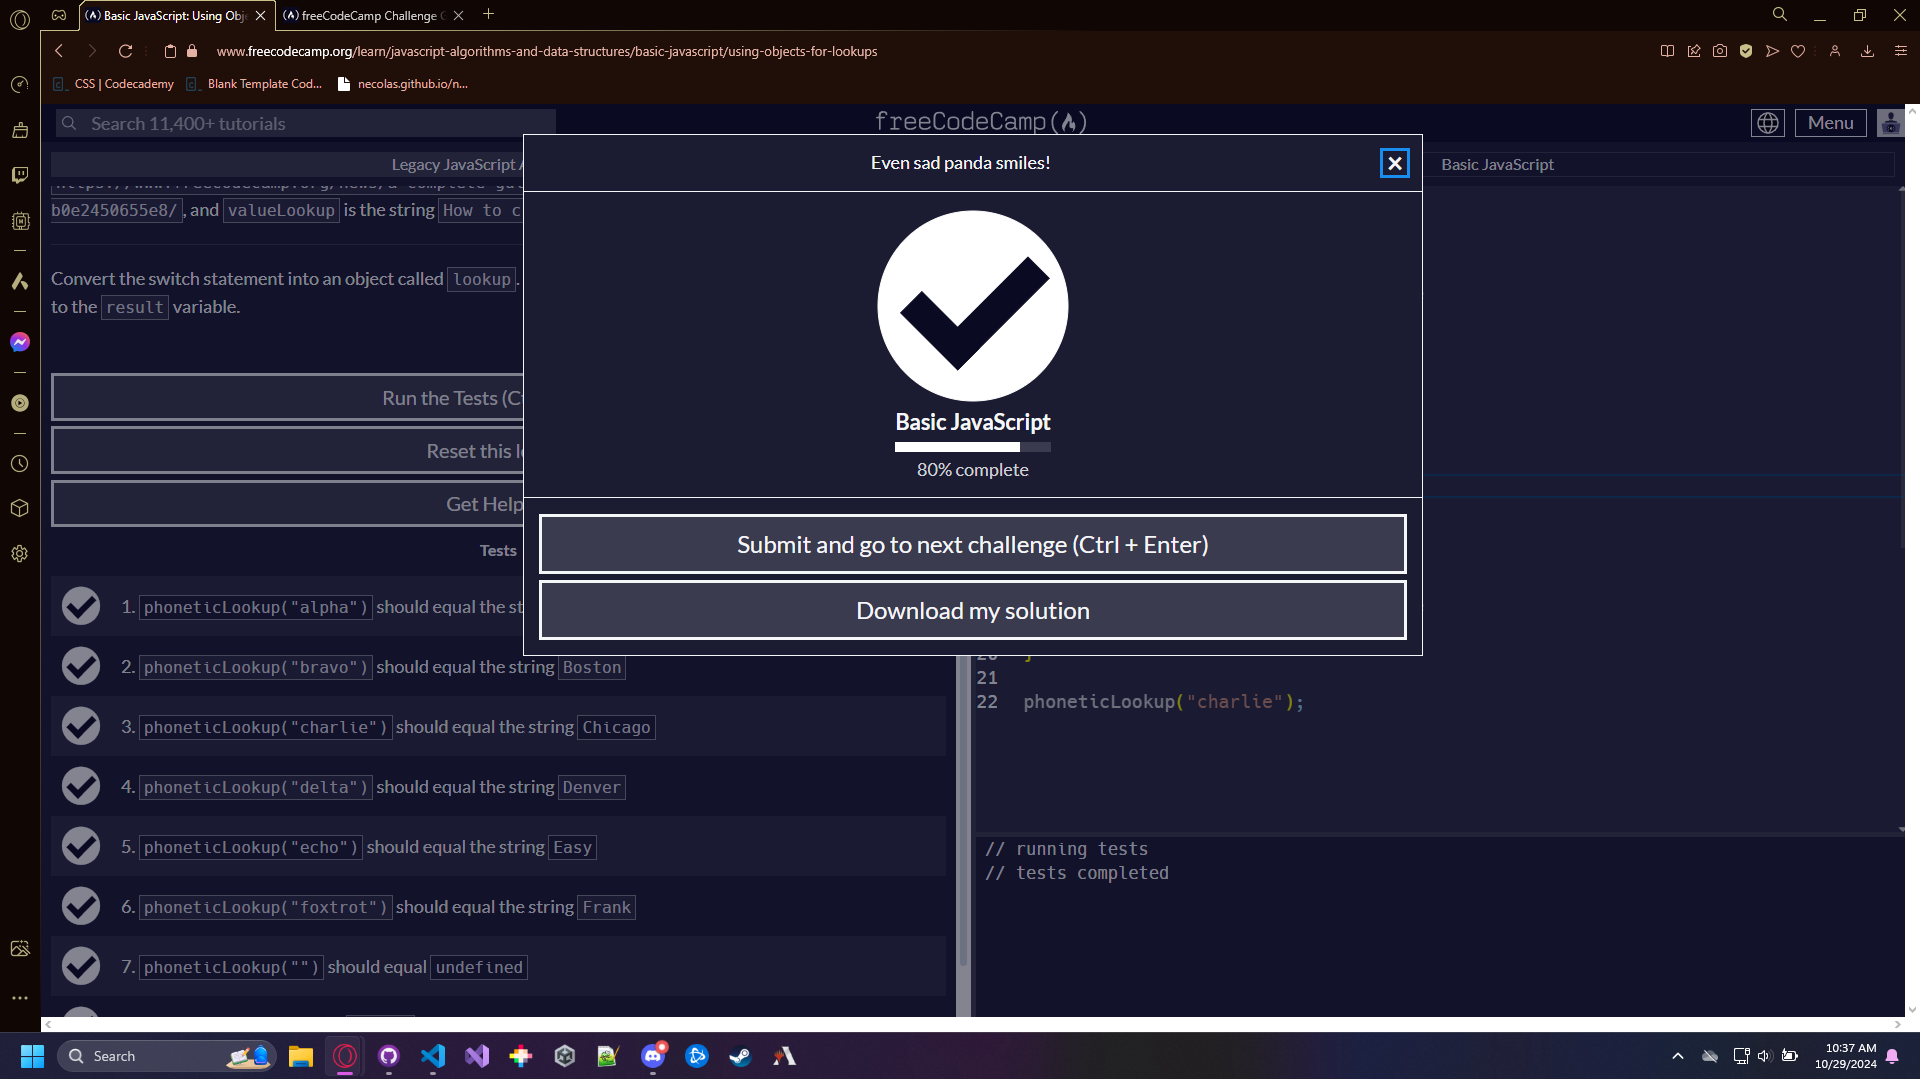 Basic JavaScript: Using Obj
freeCodeCamp Challenge G
www.freecodecamp.org/learn/javascript-algorithms-and-data-structures/basic-javascript/using-objects-for-lookups
CSS | Codecademy
Blank Template Cod...
necolas.github.io/n...
Search 11,400+ tutorials
freeCodeCamp
Menu
Legacy JavaScript A
Basic JavaScript
b0e2450655e8/, and valueLookup is the string How to c
Convert the switch statement into an object called lookup.
to the result variable.
Run the Tests (C
Reset this l
Get Help
Tests
1. phoneticLookup("alpha") should equal the st
2. phoneticLookup("bravo") should equal the string Boston
3. phoneticLookup("charlie") should equal the string Chicago
4. phoneticLookup("delta") should equal the string Denver
5. phoneticLookup("echo") should equal the string Easy
6. phoneticLookup("foxtrot") should equal the string Frank
7. phoneticLookup("") should equal undefined
Even sad panda smiles!
Basic JavaScript
80% complete
Submit and go to next challenge (Ctrl + Enter)
Download my solution
20 }
21
22 phoneticLookup("charlie");
// running tests
// tests completed
Search
10:37 AM
10/29/2024